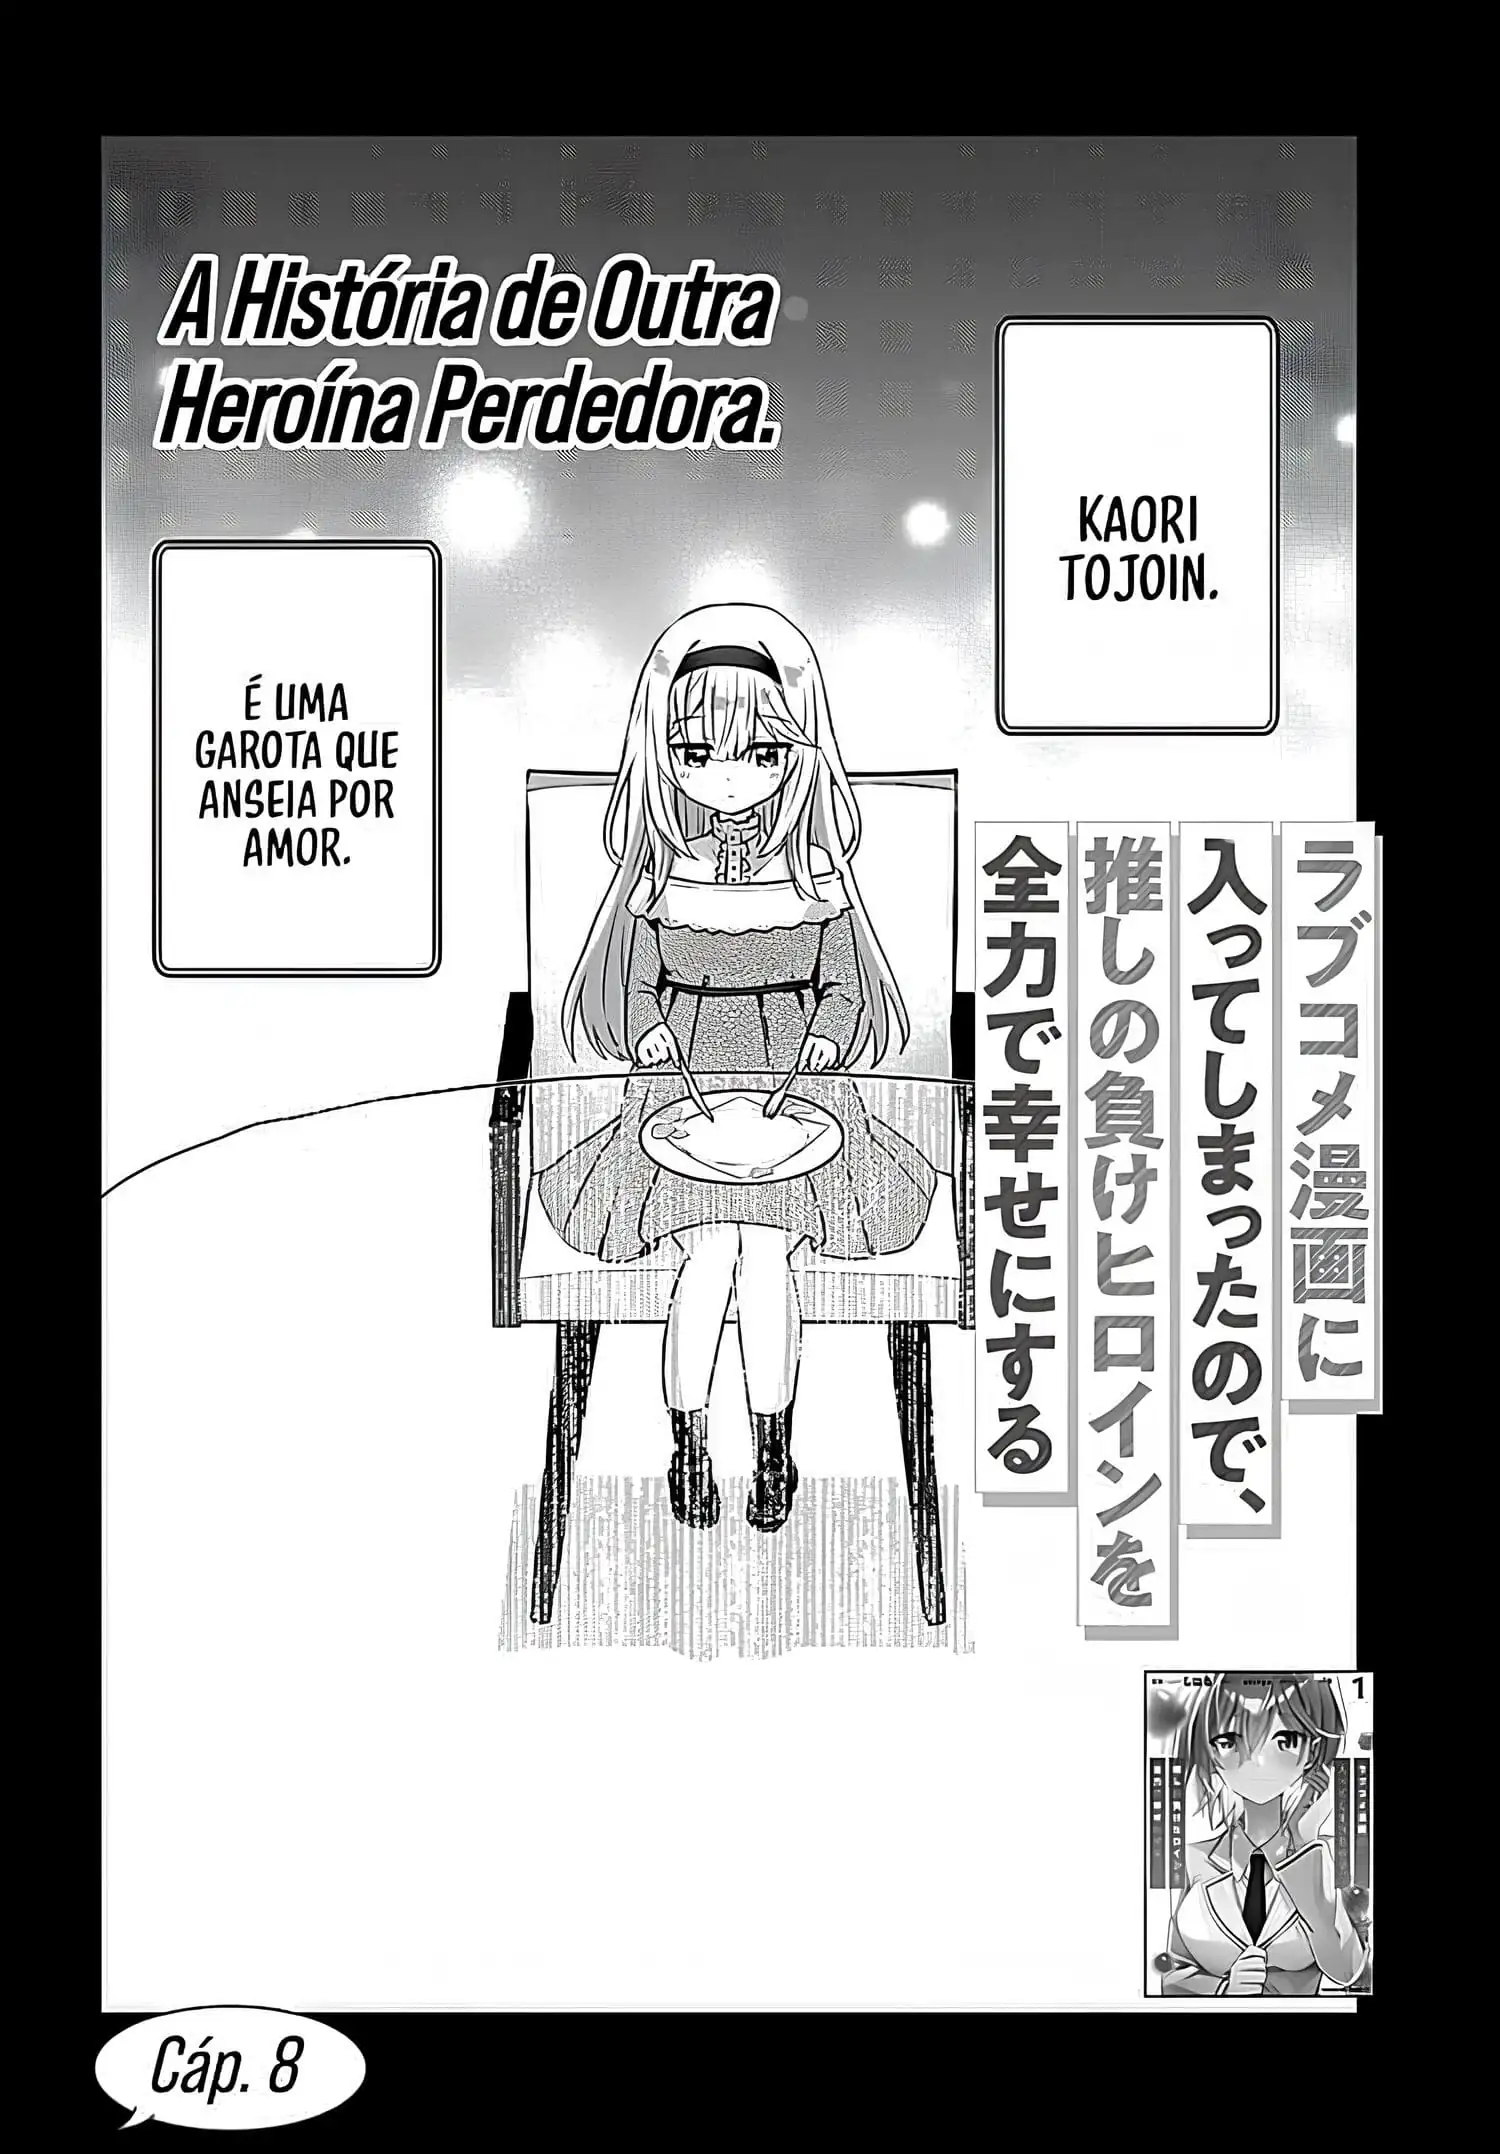 A História de Outra
Heroína Perdedora.
KAORI
TOJOIN.
É UMA
GAROTA QUE
ANSEIA POR
AMOR.
ラブコメ漫画に
入ってしまったので、
推しの負けヒロインを
全力で幸せにする
1
Cáp. 8